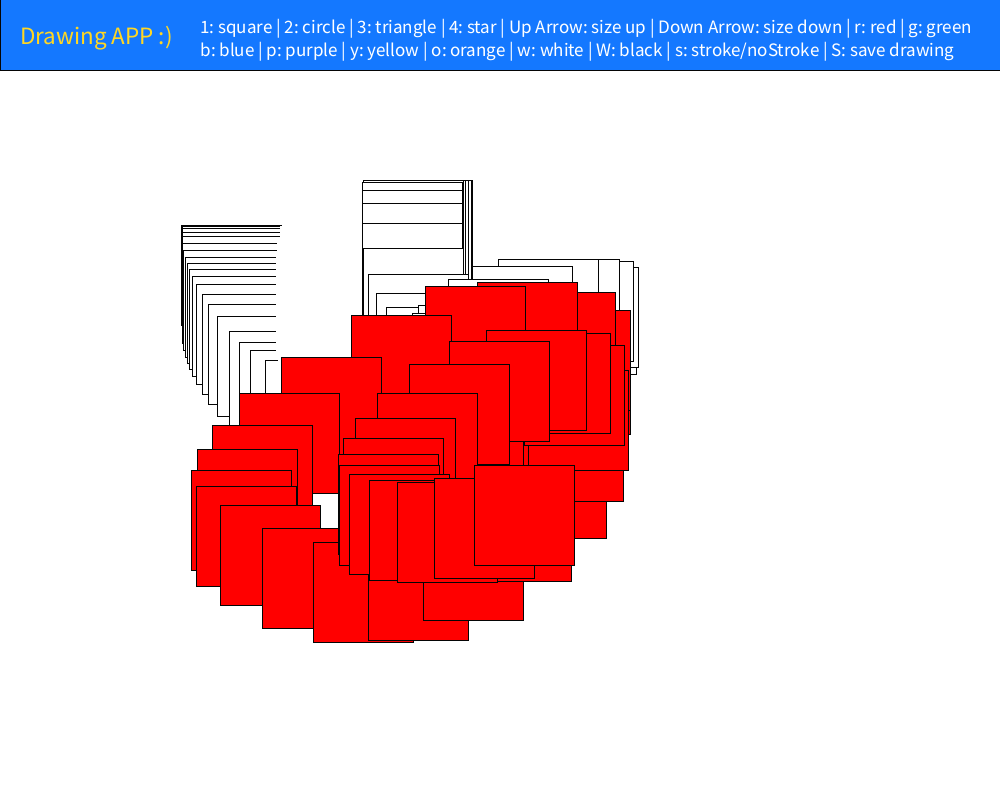 Drawing APP :)
1: square | 2: circle | 3: triangle | 4: star | Up Arrow: size up | Down Arrow: size down | r: red | g: green
b: blue | p: purple | y: yellow | o: orange | w: white | W: black | s: stroke/noStroke | S: save drawing